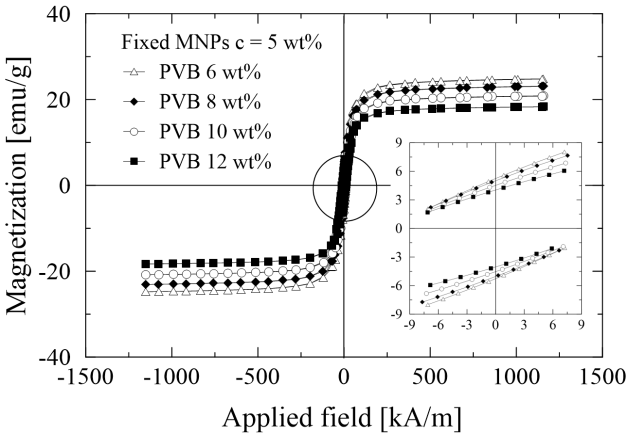 Magnetization [emu/g]
40
20
0
-20
-40
Fixed MNPs c = 5 wt%
PVB 6 wt%
PVB 8 wt%
PVB 10 wt%
PVB 12 wt%
9
6
3
0
-3
-6
-9
-9 -6 -3 0 3 6 9
-1500 -1000 -500 0 500 1000 1500
Applied field [kA/m]